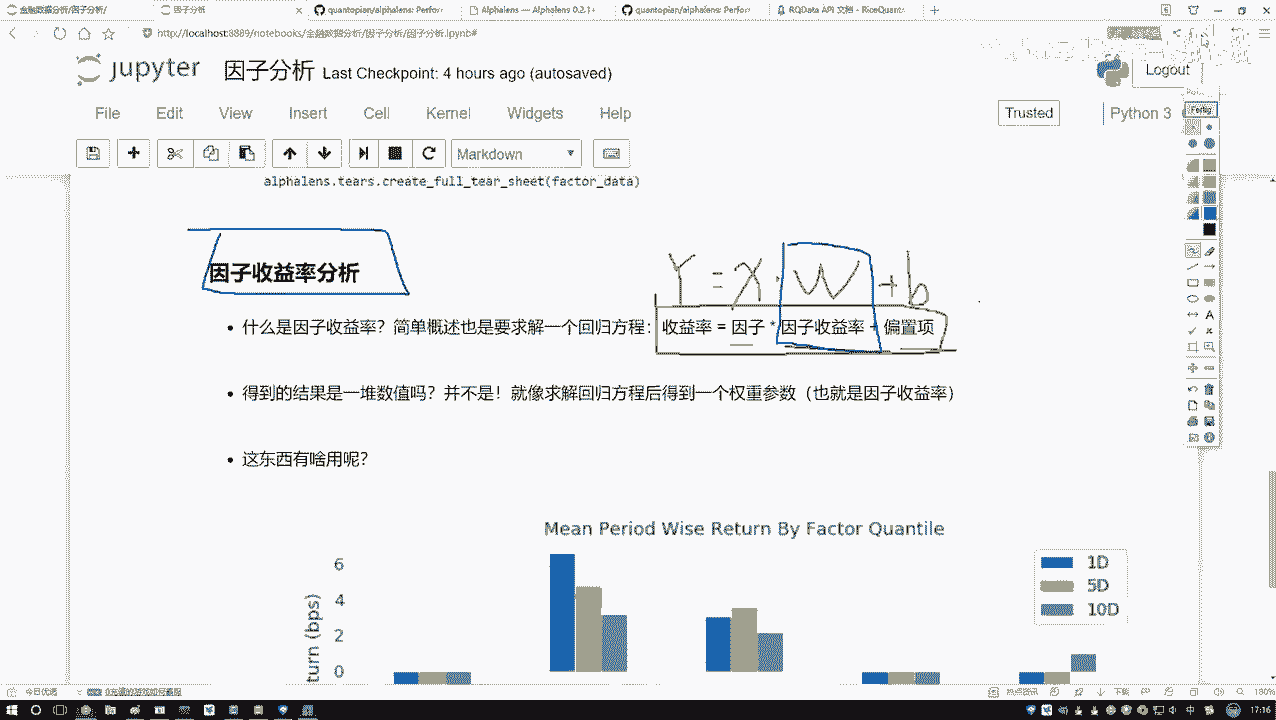 金融数据分析/因子分析/
因子分析
quantopian/alphalens: Perfor
Alphalens — Alphalens 0.2.1+
quantopian/alphalens: Perfor
RQData API 文档 - RiceQuant
http://localhost:8889/notebooks/金融数据分析/因子分析/因子分析.ipynb#
jupyter 因子分析 Last Checkpoint: 4 hours ago (autosaved)
Logout
File Edit View Insert Cell Kernel Widgets Help
Trusted
Python 3
Markdown
alphalens.tears.create_full_tear_sheet(factor_data)
因子收益率分析
Y = X · W + b
什么是因子收益率？简单概述也是要求解一个回归方程：收益率 = 因子 * 因子收益率 + 偏置项
得到的结果是一堆数值吗？并不是！就像求解回归方程后得到一个权重参数（也就是因子收益率）
这东西有啥用呢？
Mean Period Wise Return By Factor Quantile
6
4
2
0
turn (bps)
1D
5D
10D
今日优选
热点资讯
下载
180%
中
17:16